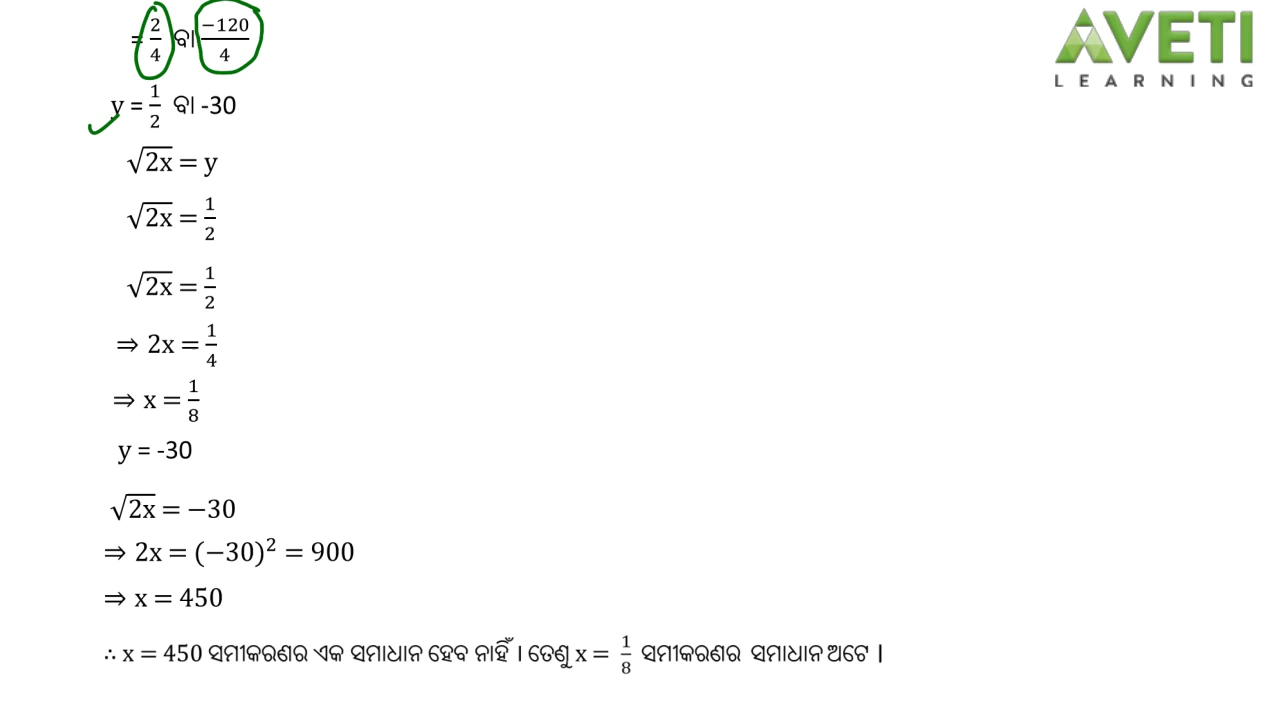 = 2/4 ବା −120/4
AVETI
LEARNING
y = 1/2 ବା -30
√2x = y
√2x = 1/2
√2x = 1/2
⇒ 2x = 1/4
⇒ x = 1/8
y = -30
√2x = −30
⇒ 2x = (−30)² = 900
⇒ x = 450
∴ x = 450 ସମୀକରଣର ଏକ ସମାଧାନ ହେବ ନାହିଁ । ତେଣୁ x = 1/8 ସମୀକରଣର ସମାଧାନ ଅଟେ ।